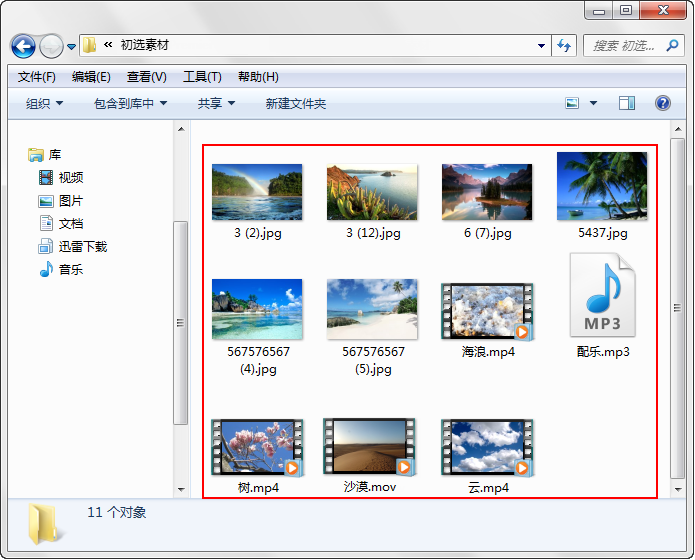 « 初选素材
搜索 初选...
文件(F) 编辑(E) 查看(V) 工具(T) 帮助(H)
组织 包含到库中 共享 新建文件夹
库
视频
图片
文档
迅雷下载
音乐
3 (2).jpg
3 (12).jpg
6 (7).jpg
5437.jpg
567576567
(4).jpg
567576567
(5).jpg
海浪.mp4
MP3
配乐.mp3
树.mp4
沙漠.mov
云.mp4
11 个对象